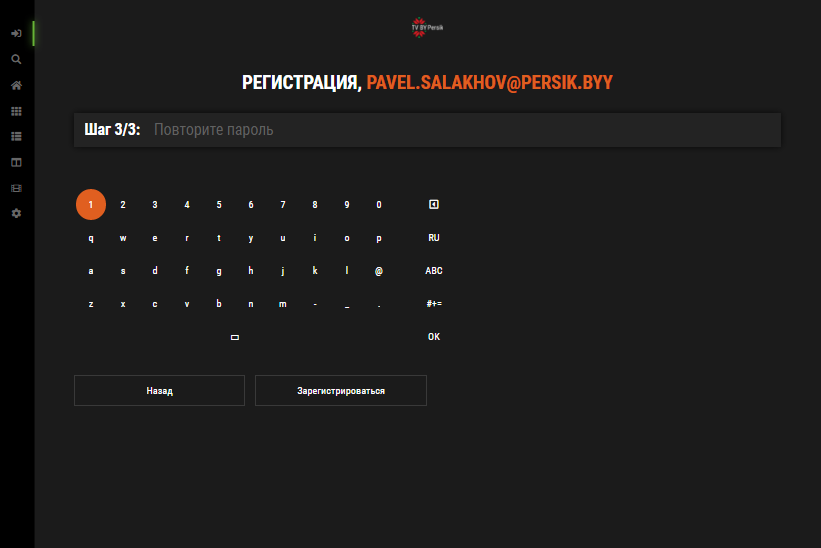 TV BY Persik
РЕГИСТРАЦИЯ, PAVEL.SALAKHOV@PERSIK.BYY
Шаг 3/3: Повторите пароль
1 2 3 4 5 6 7 8 9 0
q w e r t y u i o p RU
a s d f g h j k l @ ABC
z x c v b n m - _ . #+=
OK
Назад Зарегистрироваться